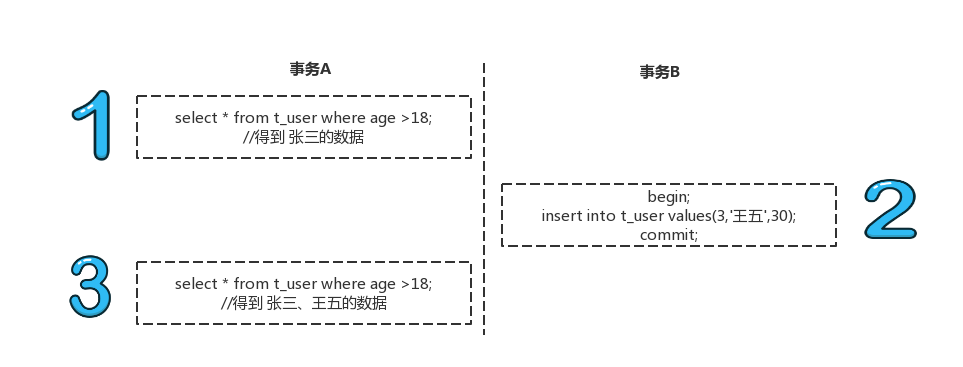 事务A
事务B
1
select * from t_user where age >18;
//得到 张三的数据
begin;
insert into t_user values(3,'王五',30);
commit;
2
3
select * from t_user where age >18;
//得到 张三、王五的数据